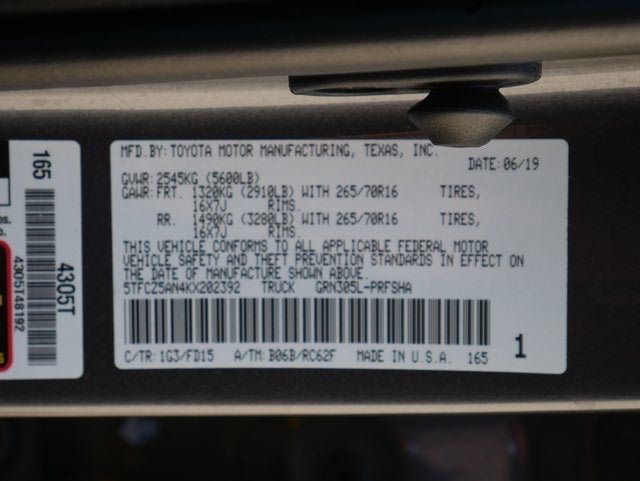 MFD. BY: TOYOTA MOTOR MANUFACTURING, TEXAS, INC.
DATE: 06/19
GVWR: 2545KG (5600LB)
GAWR: FRT. 1320KG (2910LB) WITH 265/70R16 TIRES,
16X7J RIMS.
RR. 1490KG (3280LB) WITH 265/70R16 TIRES,
16X7J RIMS.
THIS VEHICLE CONFORMS TO ALL APPLICABLE FEDERAL MOTOR
VEHICLE SAFETY AND THEFT PREVENTION STANDARDS IN EFFECT ON
THE DATE OF MANUFACTURE SHOWN ABOVE.
5TFCZ5AN4KX202392 TRUCK GRN305L-PRFSHA
C/TR: 1G3/FD15 A/TM: B06B/RC62F MADE IN U.S.A. 165
1
165
4305T
4305T48192